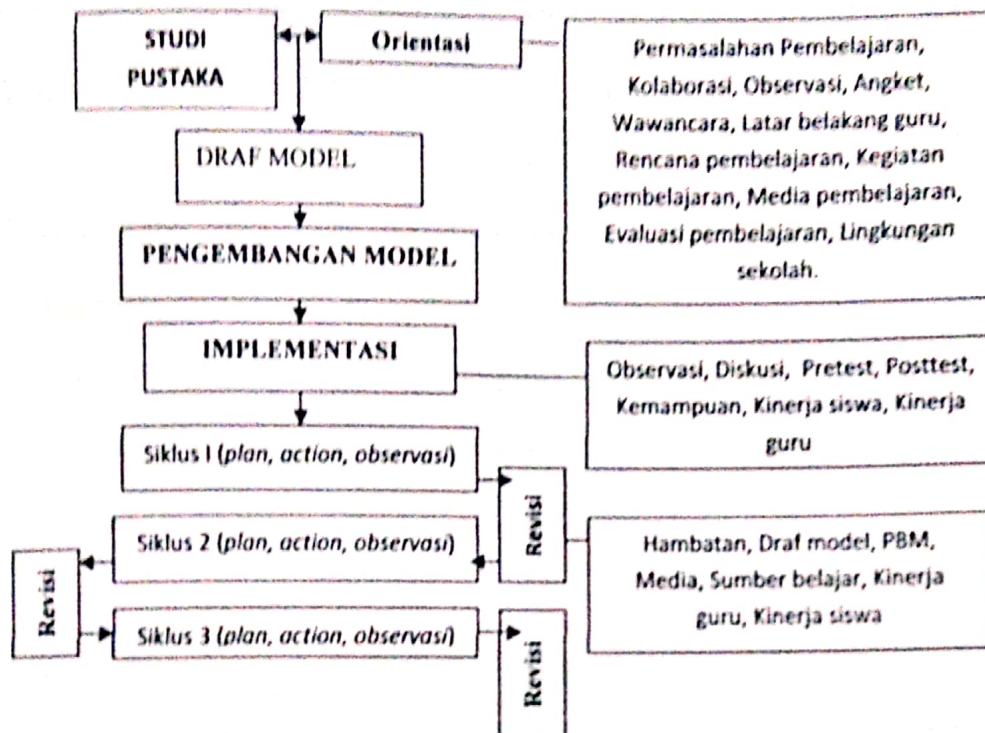 STUDI
PUSTAKA
Orientasi
Permasalahan Pembelajaran,
Kolaborasi, Observasi, Angket,
Wawancara, Latar belakang guru,
Rencana pembelajaran, Kegiatan
pembelajaran, Media pembelajaran,
Evaluasi pembelajaran, Lingkungan
sekolah.
DRAF MODEL
PENGEMBANGAN MODEL
IMPLEMENTASI
Observasi, Diskusi, Pretest, Posttest,
Kemampuan, Kinerja siswa, Kinerja
guru
Siklus I (plan, action, observasi)
Revisi
Siklus 2 (plan, action, observasi)
Hambatan, Draf model, PBM,
Media, Sumber belajar, Kinerja
guru, Kinerja siswa
Revisi
Siklus 3 (plan, action, observasi)
Revisi